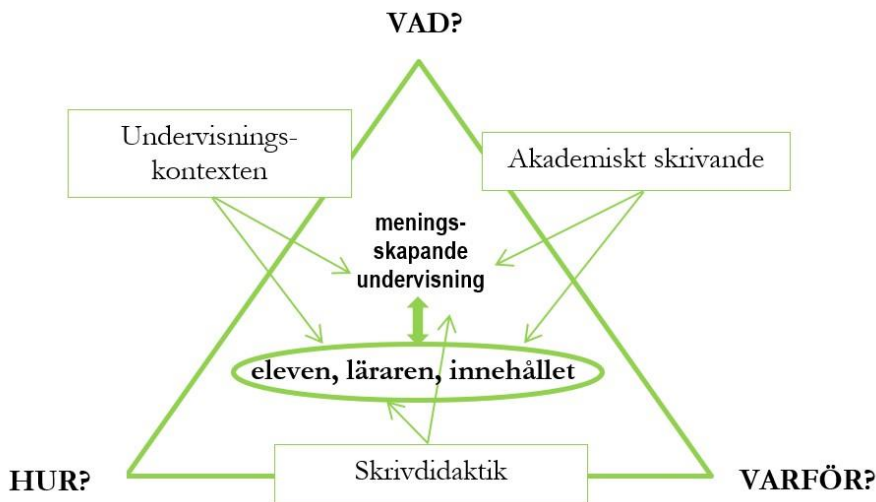 VAD?
Undervisnings-
kontexten
Akademiskt skrivande
menings-
skapande
undervisning
eleven, läraren, innehållet
Skrivdidaktik
HUR?
VARFÖR?